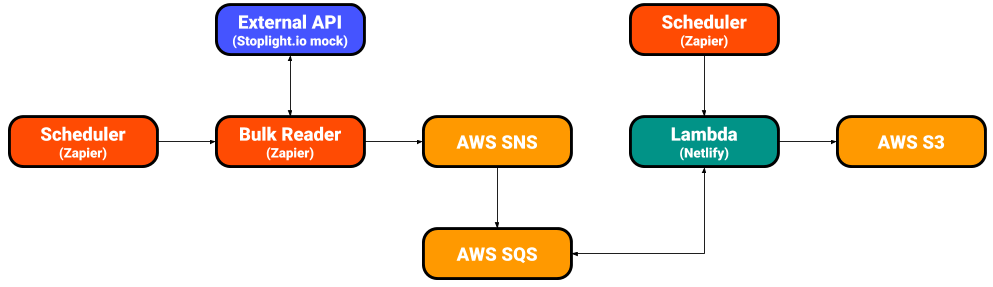 External API
(Stoplight.io mock)
Scheduler
(Zapier)
Scheduler
(Zapier)
Bulk Reader
(Zapier)
AWS SNS
Lambda
(Netlify)
AWS S3
AWS SQS